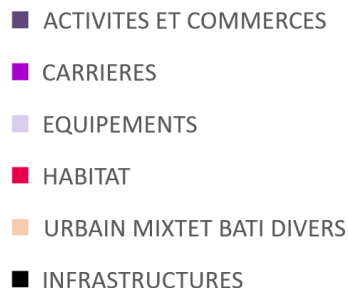 ACTIVITES ET COMMERCES
CARRIERES
EQUIPEMENTS
HABITAT
URBAIN MIXTET BATI DIVERS
INFRASTRUCTURES